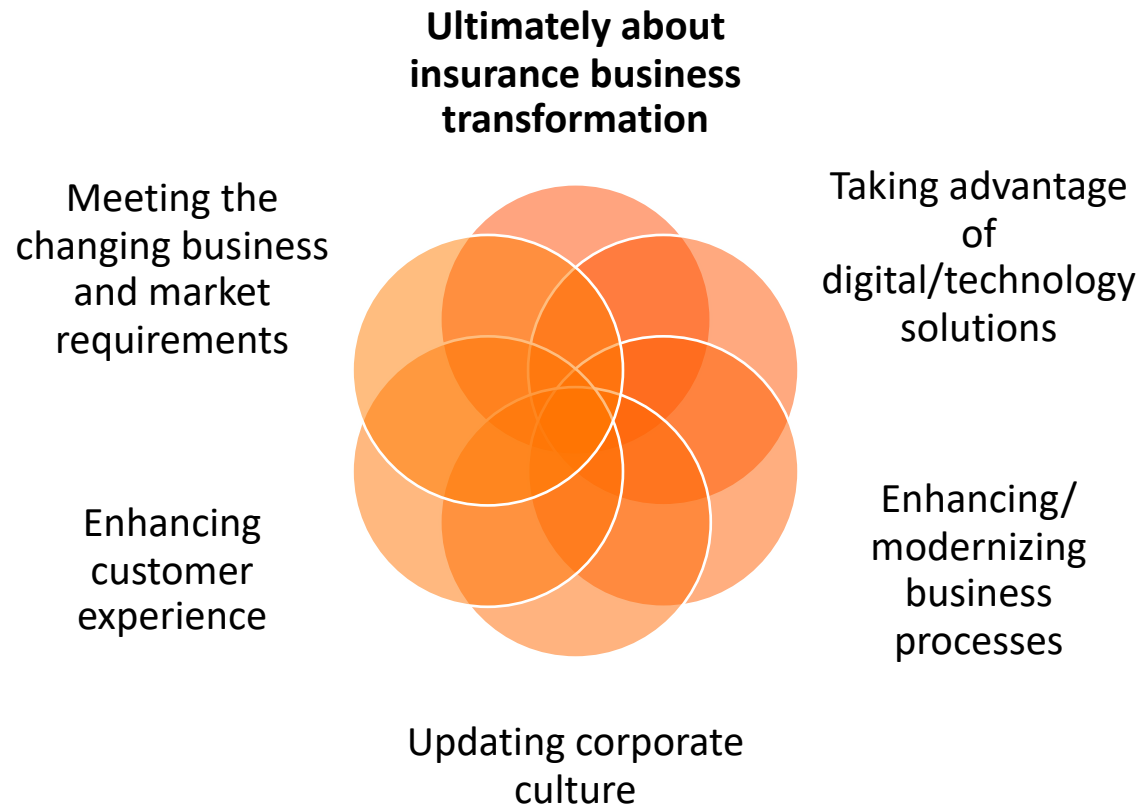 Ultimately about
insurance business
transformation
Taking advantage
of
digital/technology
solutions
Enhancing/
modernizing
business
processes
Updating corporate
culture
Enhancing
customer
experience
Meeting the
changing business
and market
requirements